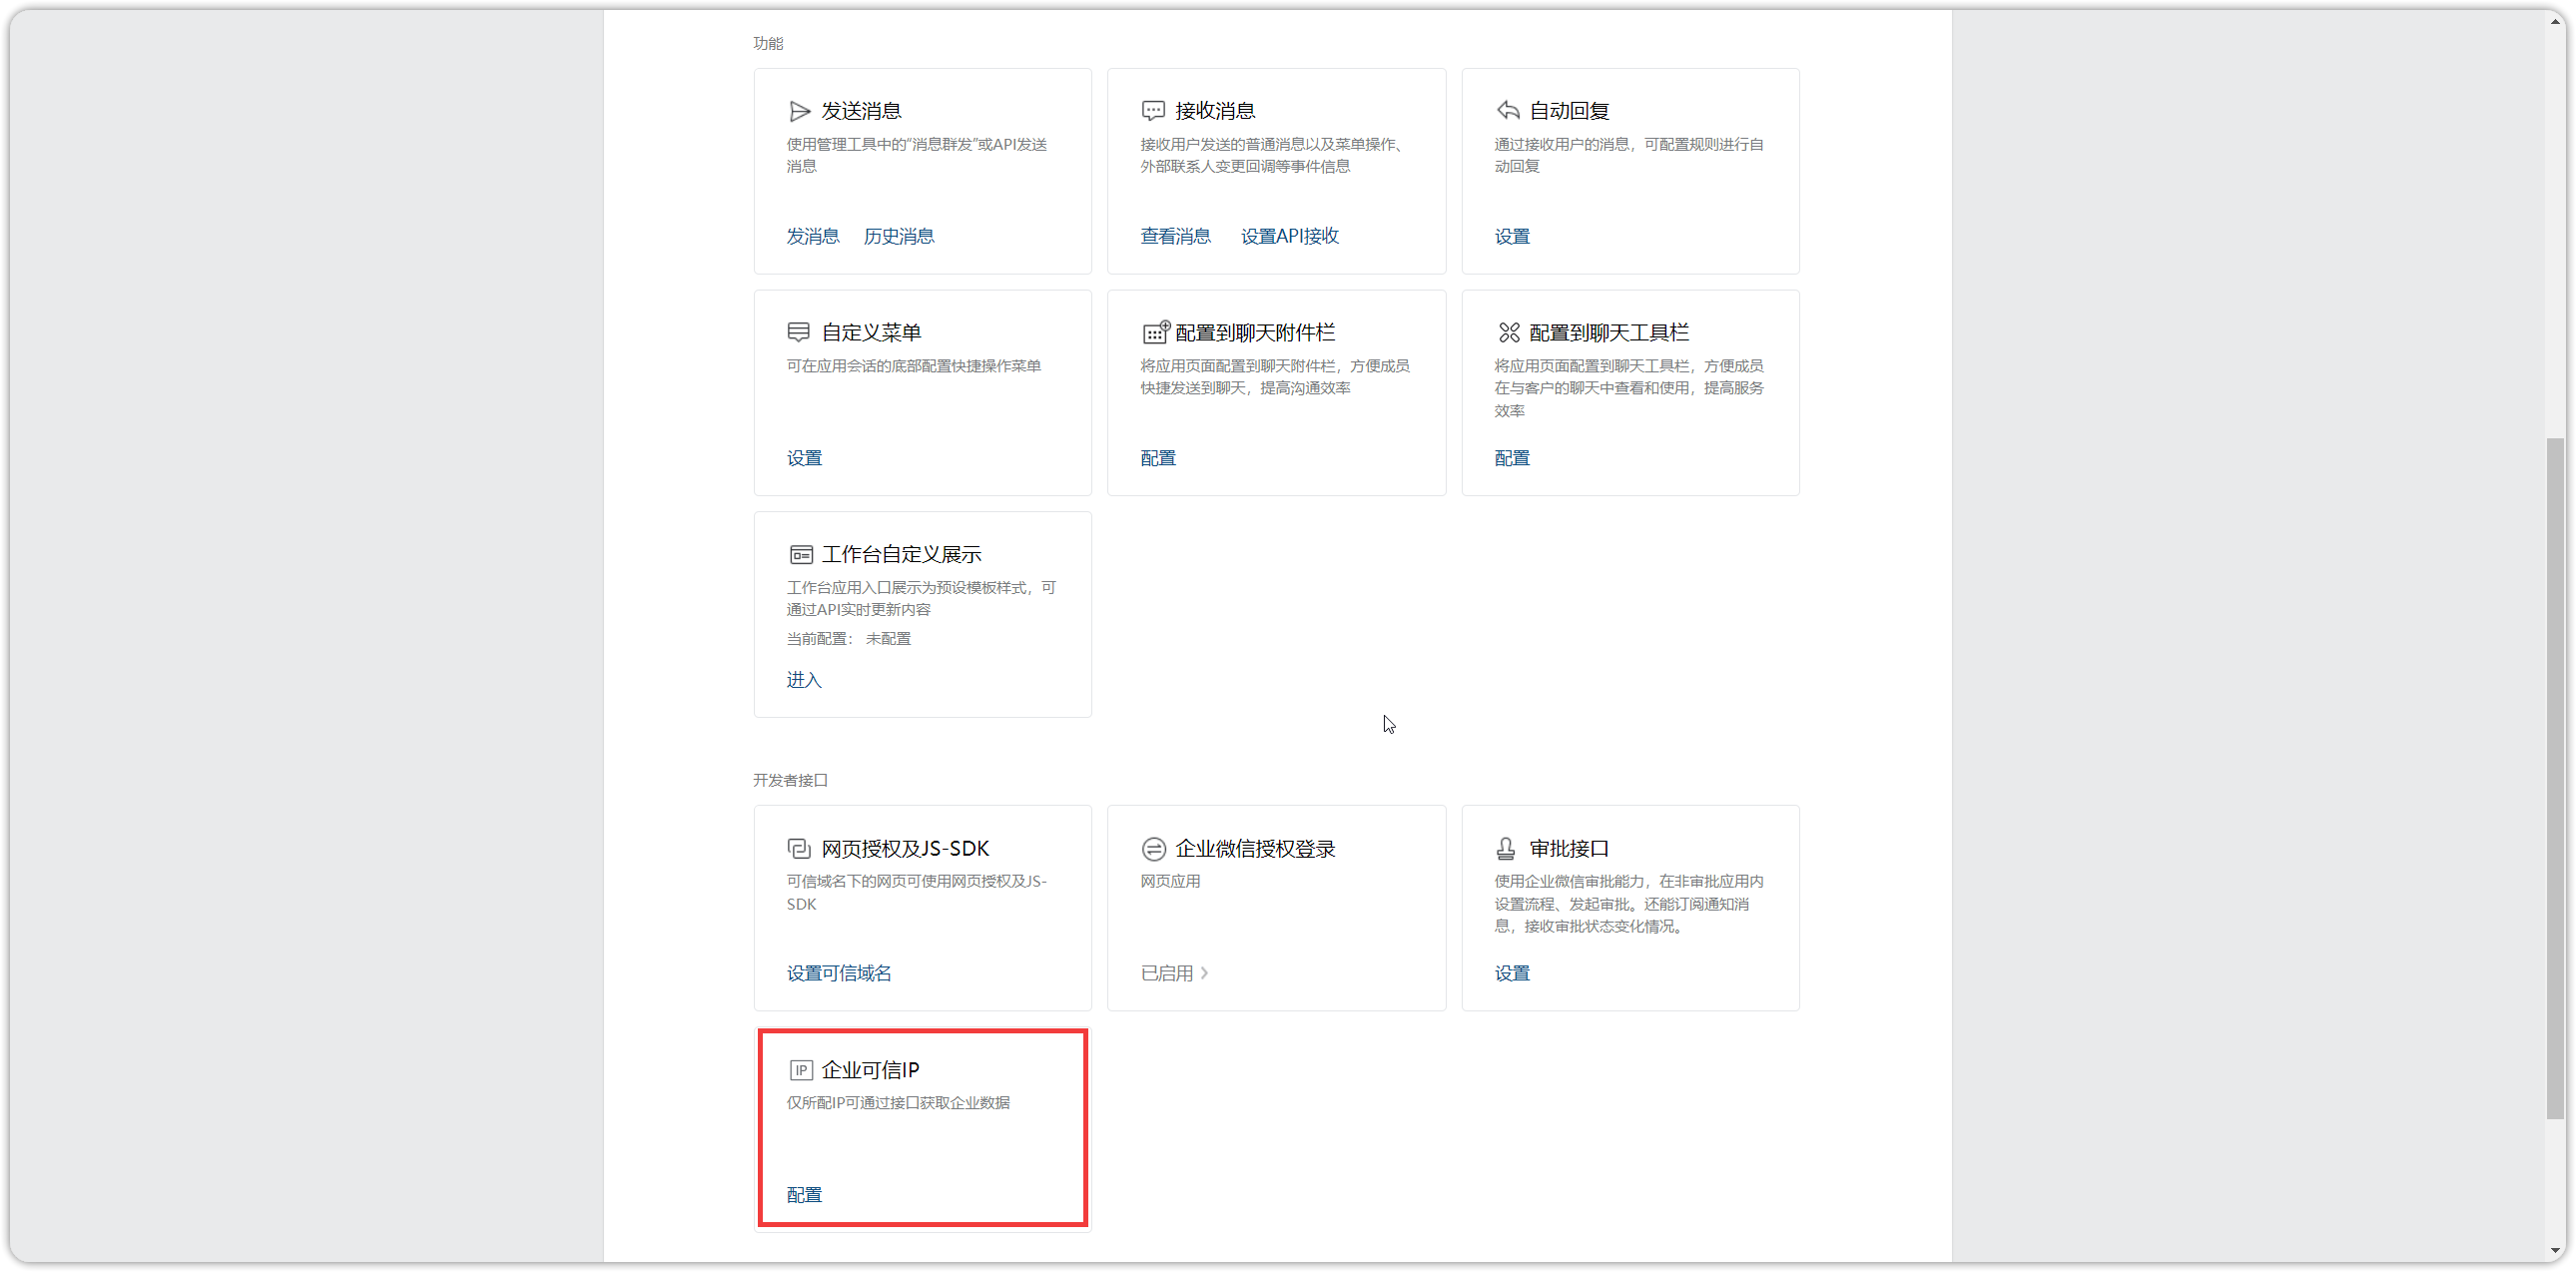 功能
发送消息
使用管理工具中的“消息群发”或API发送
消息
发消息 历史消息
接收消息
接收用户发送的普通消息以及菜单操作、
外部联系人变更回调等事件信息
查看消息 设置API接收
自动回复
通过接收用户的消息，可配置规则进行自
动回复
设置
自定义菜单
可在应用会话的底部配置快捷操作菜单
设置
配置到聊天附件栏
将应用页面配置到聊天附件栏，方便成员
快捷发送到聊天，提高沟通效率
配置
配置到聊天工具栏
将应用页面配置到聊天工具栏，方便成员
在与客户的聊天中查看和使用，提高服务
效率
配置
工作台自定义展示
工作台应用入口展示为预设模板样式，可
通过API实时更新内容
当前配置： 未配置
进入
开发者接口
网页授权及JS-SDK
可信域名下的网页可使用网页授权及JS-
SDK
设置可信域名
企业微信授权登录
网页应用
已启用
审批接口
使用企业微信审批能力，在非审批应用内
设置流程、发起审批。还能订阅通知消
息，接收审批状态变化情况。
设置
IP 企业可信IP
仅所配IP可通过接口获取企业数据
配置